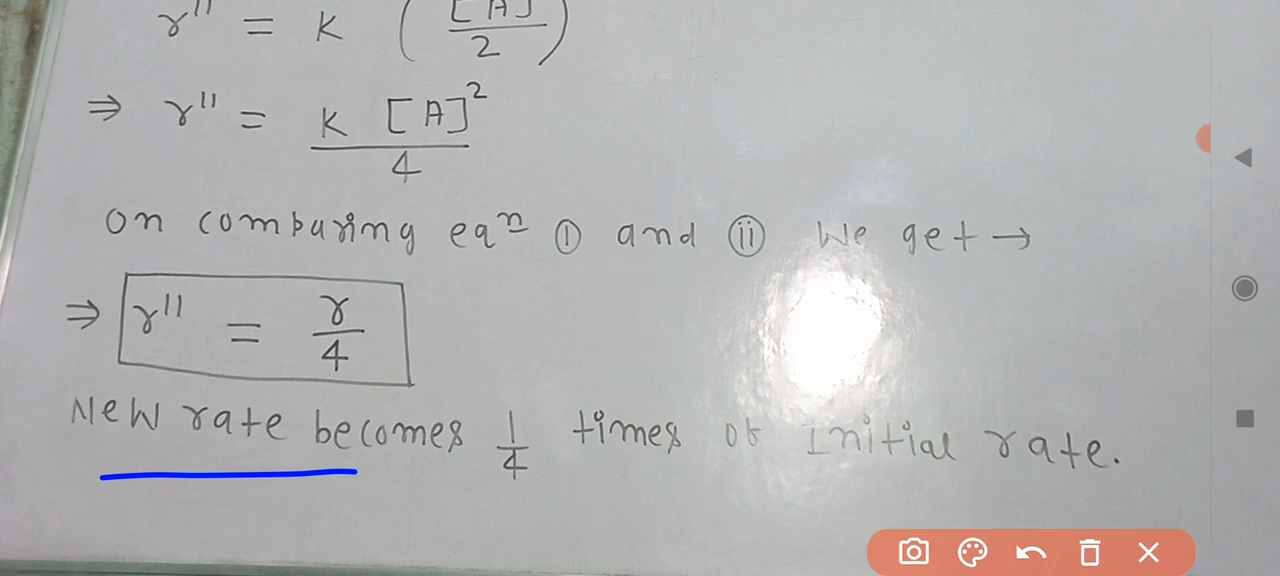 r'' = K ( [A] / 2 )
⇒ r'' = K [A]² / 4
on comparing eqⁿ ① and ⓘⓘ We get →
⇒ r'' = r / 4
New rate becomes 1/4 times of Initial rate.